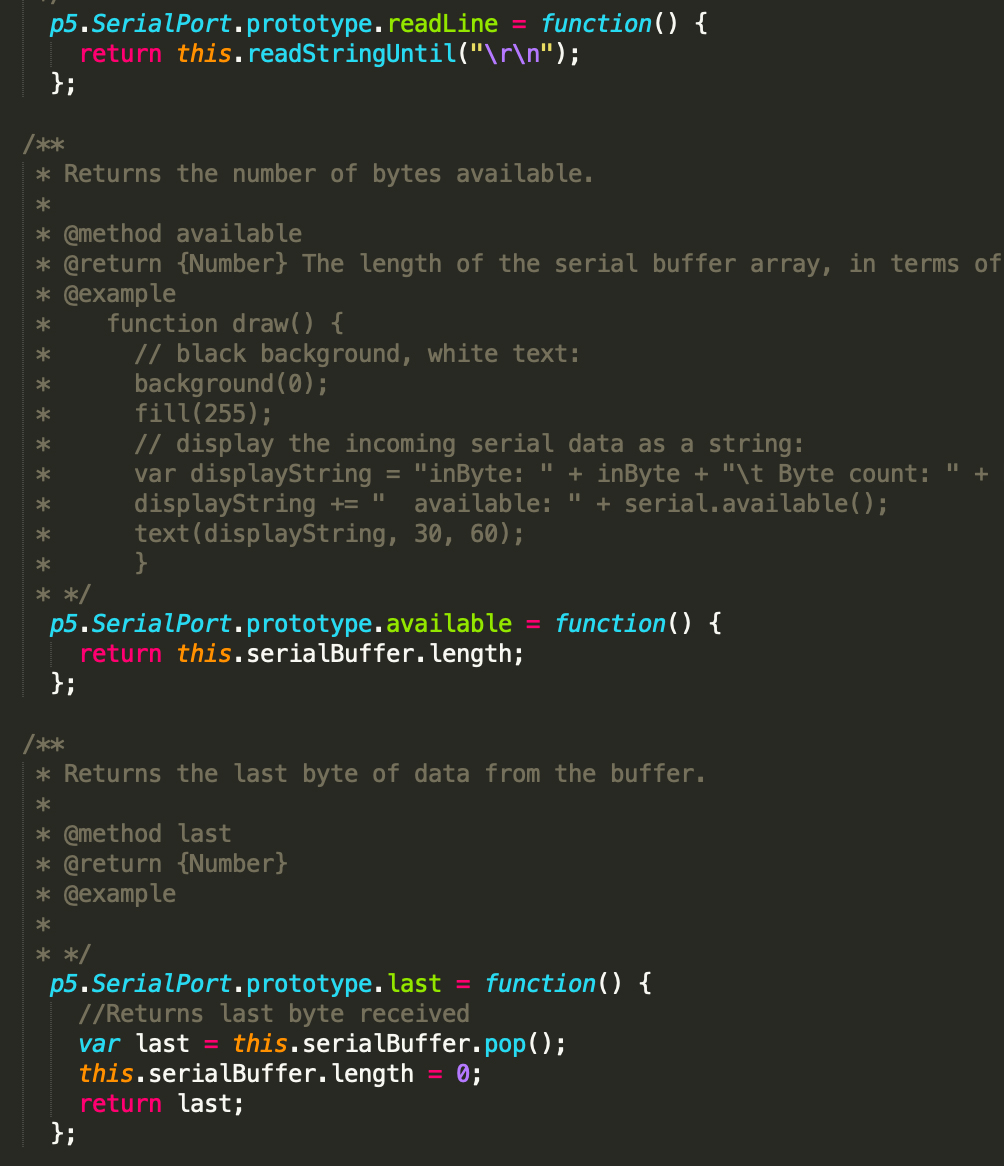 p5.SerialPort.prototype.readLine = function() {
return this.readStringUntil("\r\n");
};
/**
* Returns the number of bytes available.
*
* @method available
* @return {Number} The length of the serial buffer array, in terms of
* @example
* function draw() {
* // black background, white text:
* background(0);
* fill(255);
* // display the incoming serial data as a string:
* var displayString = "inByte: " + inByte + "\t Byte count: " +
* displayString += "  available: " + serial.available();
* text(displayString, 30, 60);
* }
* */
p5.SerialPort.prototype.available = function() {
return this.serialBuffer.length;
};
/**
* Returns the last byte of data from the buffer.
*
* @method last
* @return {Number}
* @example
*
* */
p5.SerialPort.prototype.last = function() {
//Returns last byte received
var last = this.serialBuffer.pop();
this.serialBuffer.length = 0;
return last;
};